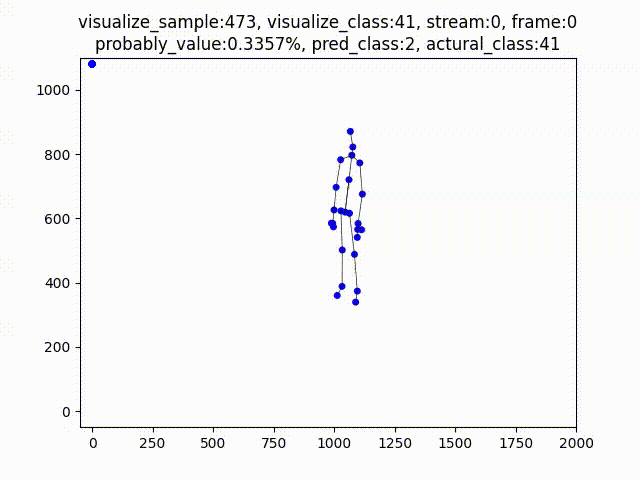 visualize_sample:473, visualize_class:41, stream:0, frame:0
probably_value:0.3357%, pred_class:2, actural_class:41
1000
800
600
400
200
0
0 250 500 750 1000 1250 1500 1750 2000